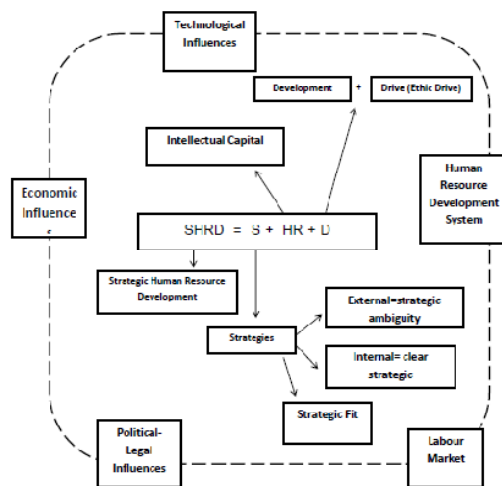 Technological
Influences
Development + Drive (Ethic Drive)
Intellectual Capital
Human
Resource
Development
System
Economic
Influence
s
SHRD = S + HR + D
Strategic Human Resource
Development
External=strategic
ambiguity
Strategies
Internal= clear
strategic
Strategic Fit
Political-
Legal
Influences
Labour
Market